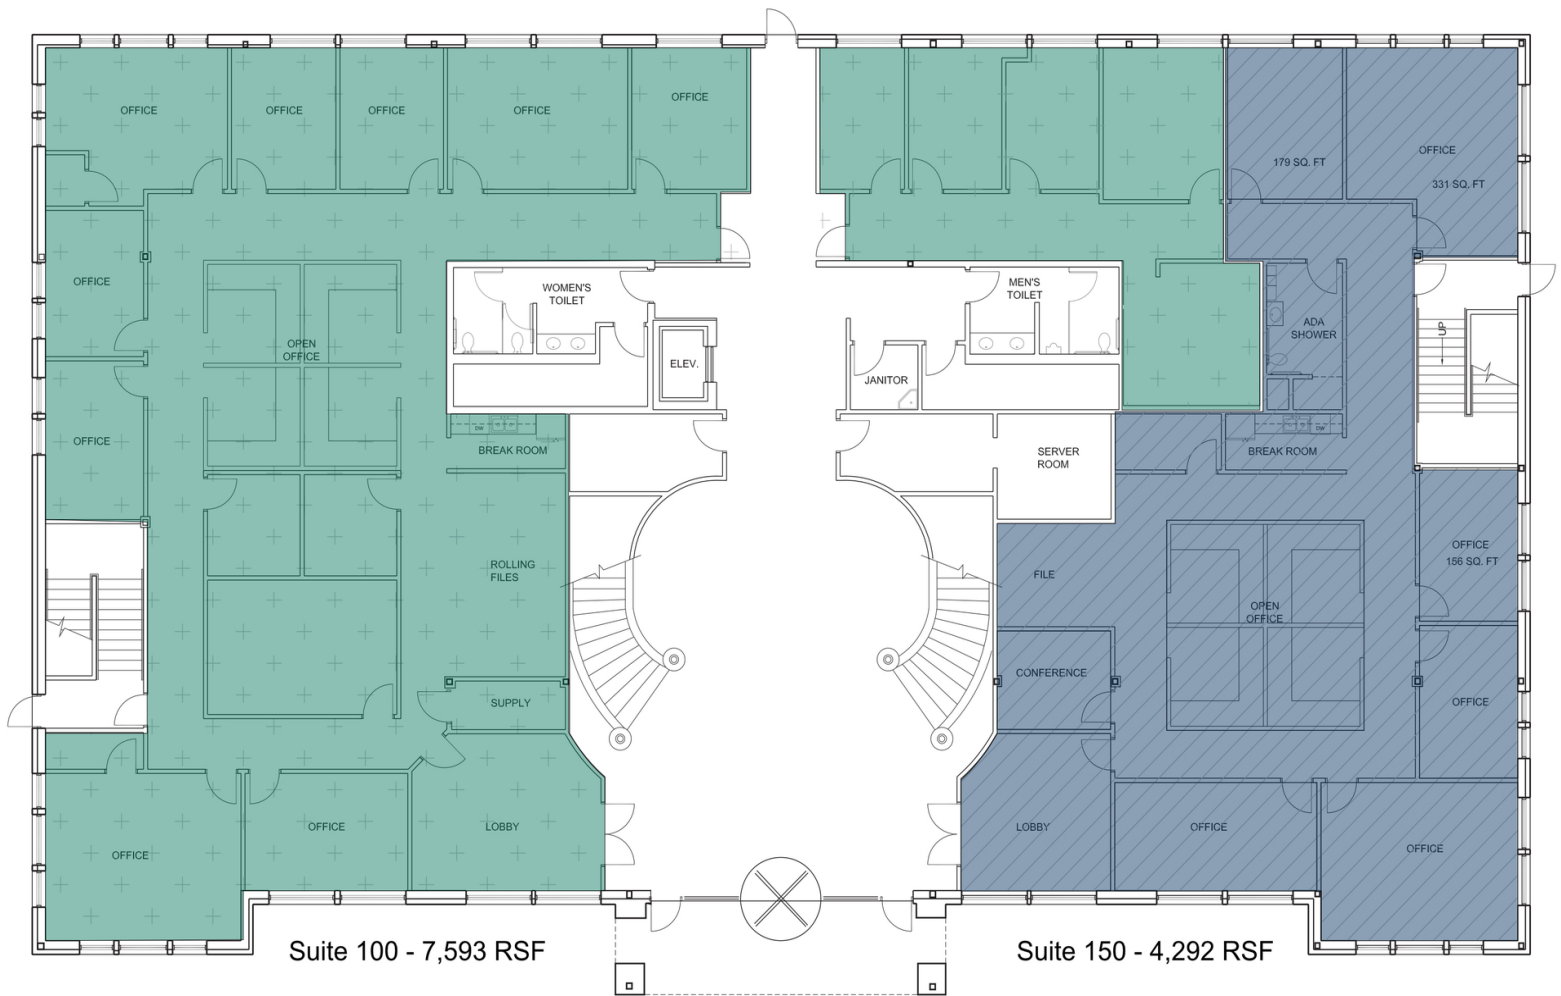 OFFICE
OFFICE
OFFICE
OFFICE
OFFICE
179 SQ. FT
OFFICE
331 SQ. FT
OFFICE
WOMEN'S
TOILET
MEN'S
TOILET
OPEN
OFFICE
ELEV.
JANITOR
ADA
SHOWER
UP
OFFICE
DW
BREAK ROOM
SERVER
ROOM
DW
BREAK ROOM
ROLLING
FILES
FILE
OFFICE
156 SQ. FT
OPEN
OFFICE
SUPPLY
CONFERENCE
OFFICE
OFFICE
OFFICE
LOBBY
LOBBY
OFFICE
OFFICE
Suite 100 - 7,593 RSF
Suite 150 - 4,292 RSF